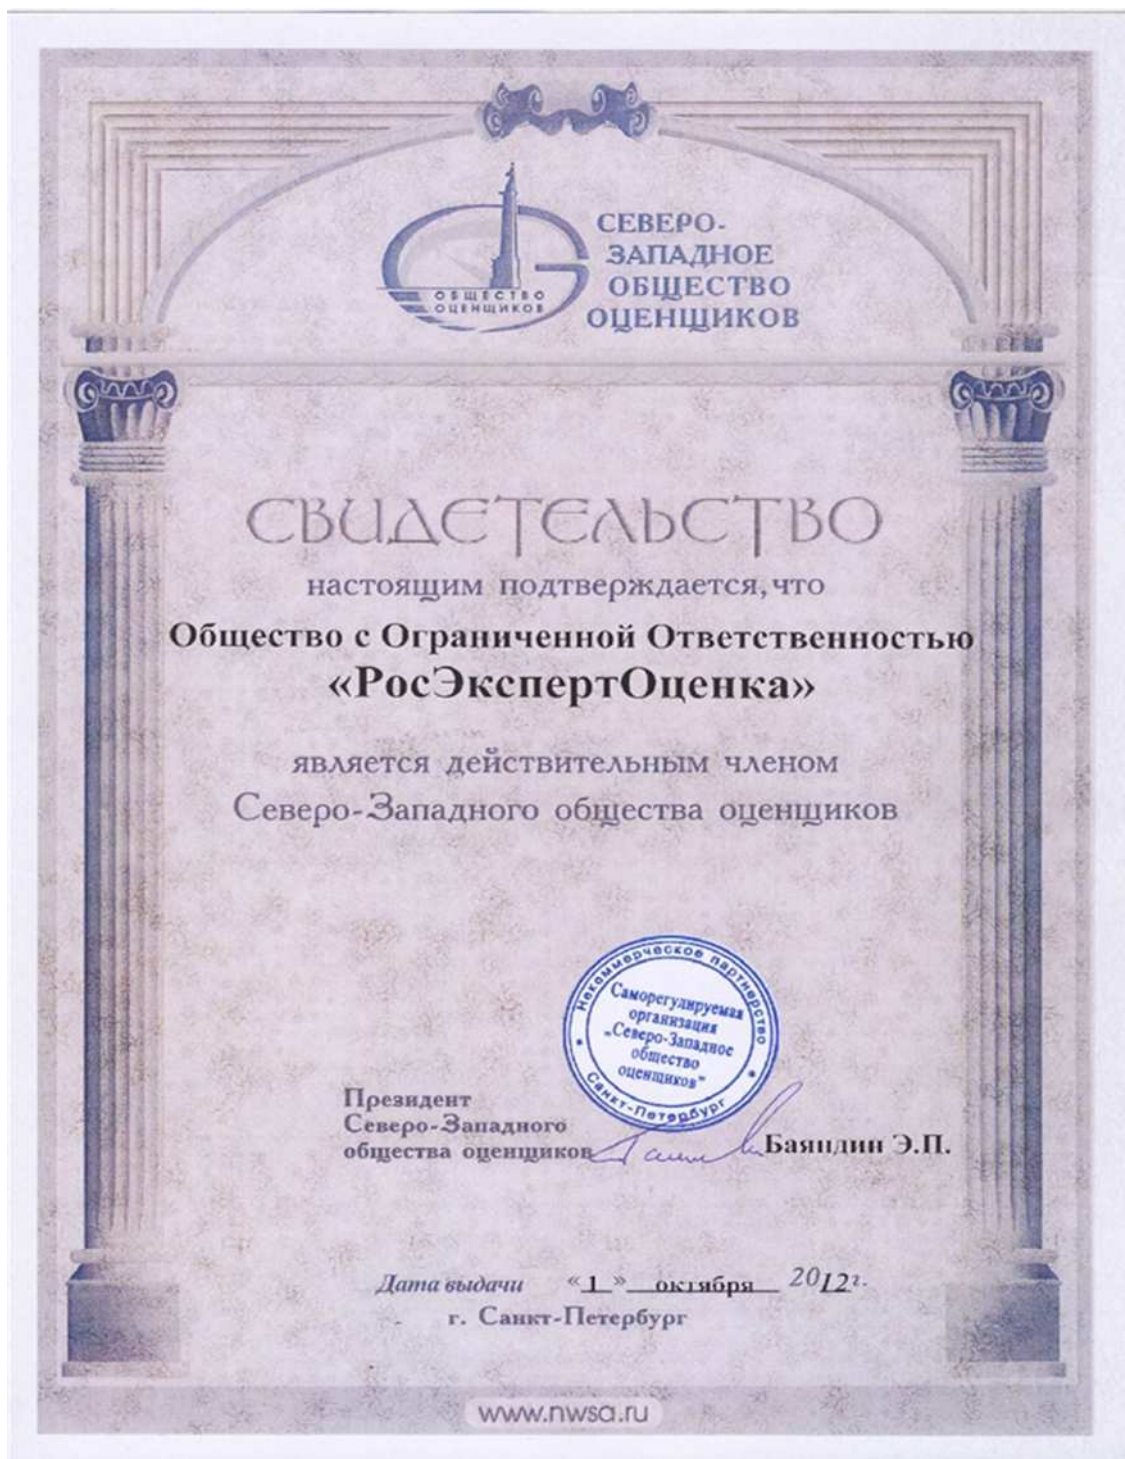 СЕВЕРО-
ЗАПАДНОЕ
ОБЩЕСТВО
ОЦЕНЩИКОВ
ОБЩЕСТВО
ОЦЕНЩИКОВ
СВИДЕТЕЛЬСТВО
настоящим подтверждается, что
Общество с Ограниченной Ответственностью
«РосЭкспертОценка»
является действительным членом
Северо-Западного общества оценщиков
Некоммерческое партнерство
Саморегулируемая
организация
„Северо-Западное
общество
оценщиков"
Санкт-Петербург
Президент
Северо-Западного
общества оценщиков
Баяндин Э.П.
Дата выдачи «1» октября 2012г.
г. Санкт-Петербург
www.nwsa.ru